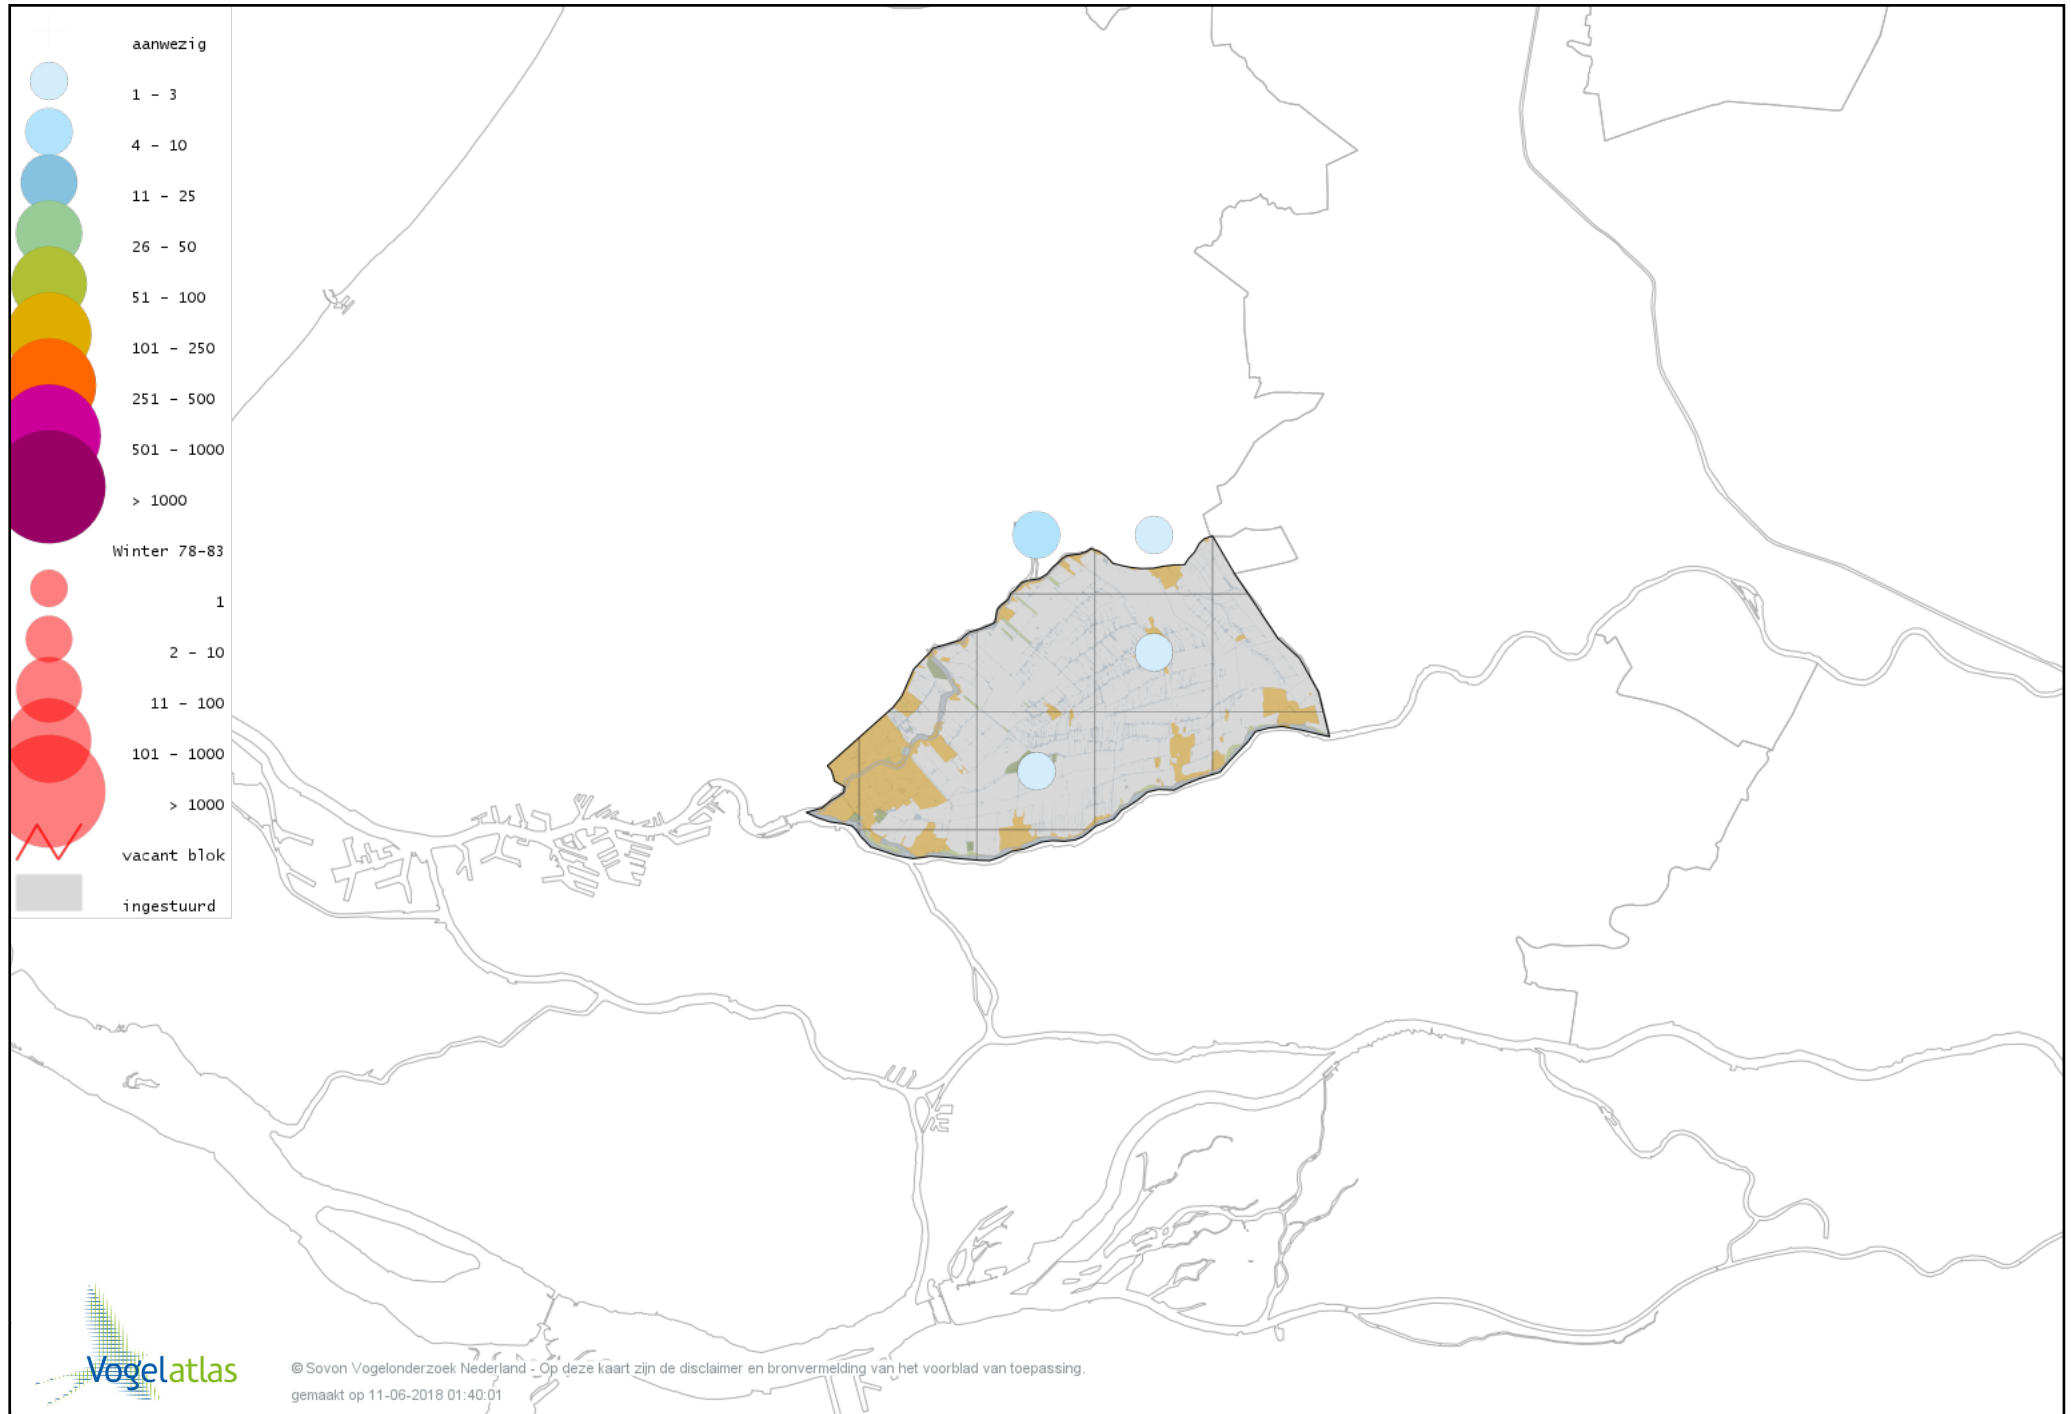 aanwezig
1 - 3
4 - 10
11 - 25
26 - 50
51 - 100
101 - 250
251 - 500
501 - 1000
> 1000
Winter 78-83
1
2 - 10
11 - 100
101 - 1000
> 1000
vacant blok
ingestuurd
Vogelatlas
© Sovon Vogelonderzoek Nederland - Op deze kaart zijn de disclaimer en bronvermelding van het voorblad van toepassing.
gemaakt op 11-06-2018 01:40:01